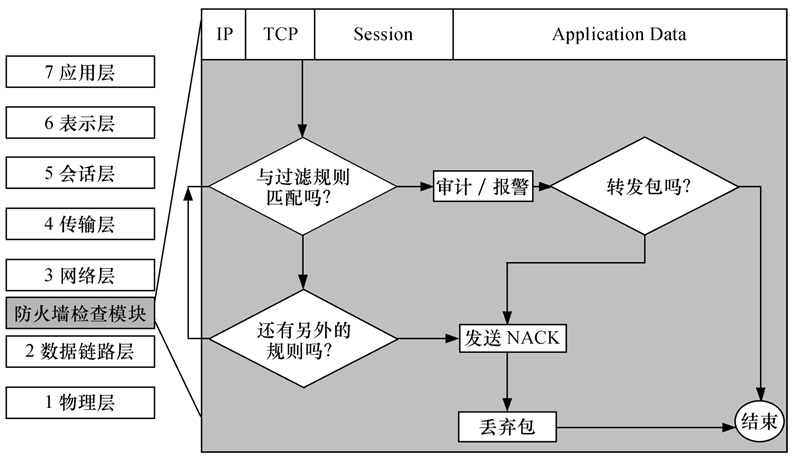 IP
TCP
Session
Application Data
7 应用层
6 表示层
5 会话层
4 传输层
3 网络层
防火墙检查模块
2 数据链路层
1 物理层
与过滤规则
匹配吗？
审计／报警
转发包吗？
还有另外的
规则吗？
发送 NACK
丢弃包
结束